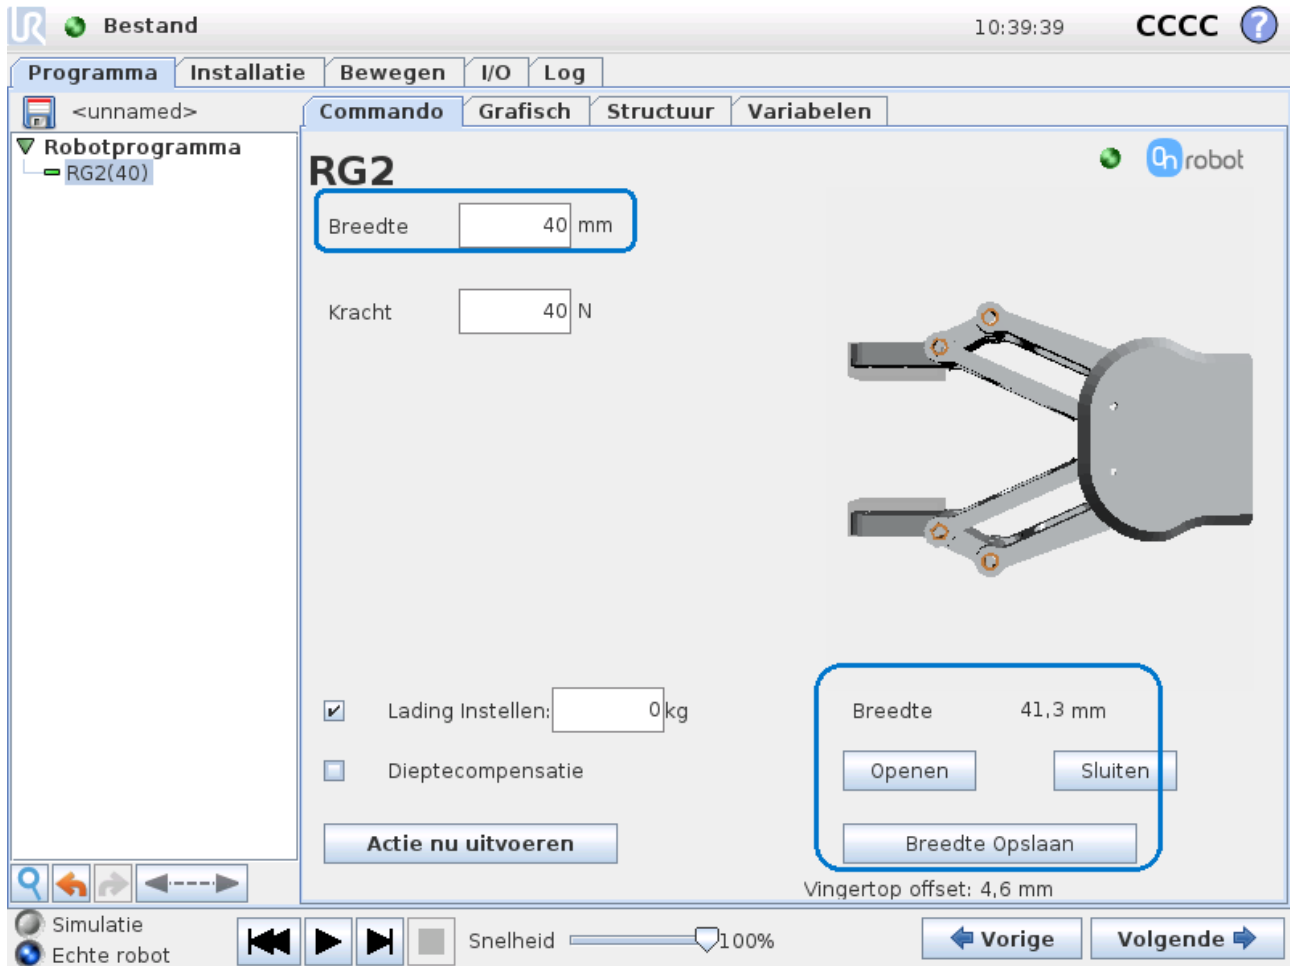 UR Bestand 10:39:39 CCCC ?
Programma Installatie Bewegen I/O Log
<unnamed> Commando Grafisch Structuur Variabelen
Robotprogramma
RG2(40)
RG2
On robot
Breedte 40 mm
Kracht 40 N
Lading Instellen: 0 kg
Breedte 41,3 mm
Dieptecompensatie
Openen Sluiten
Actie nu uitvoeren
Breedte Opslaan
Vingertop offset: 4,6 mm
Simulatie
Echte robot
Snelheid 100%
Vorige Volgende